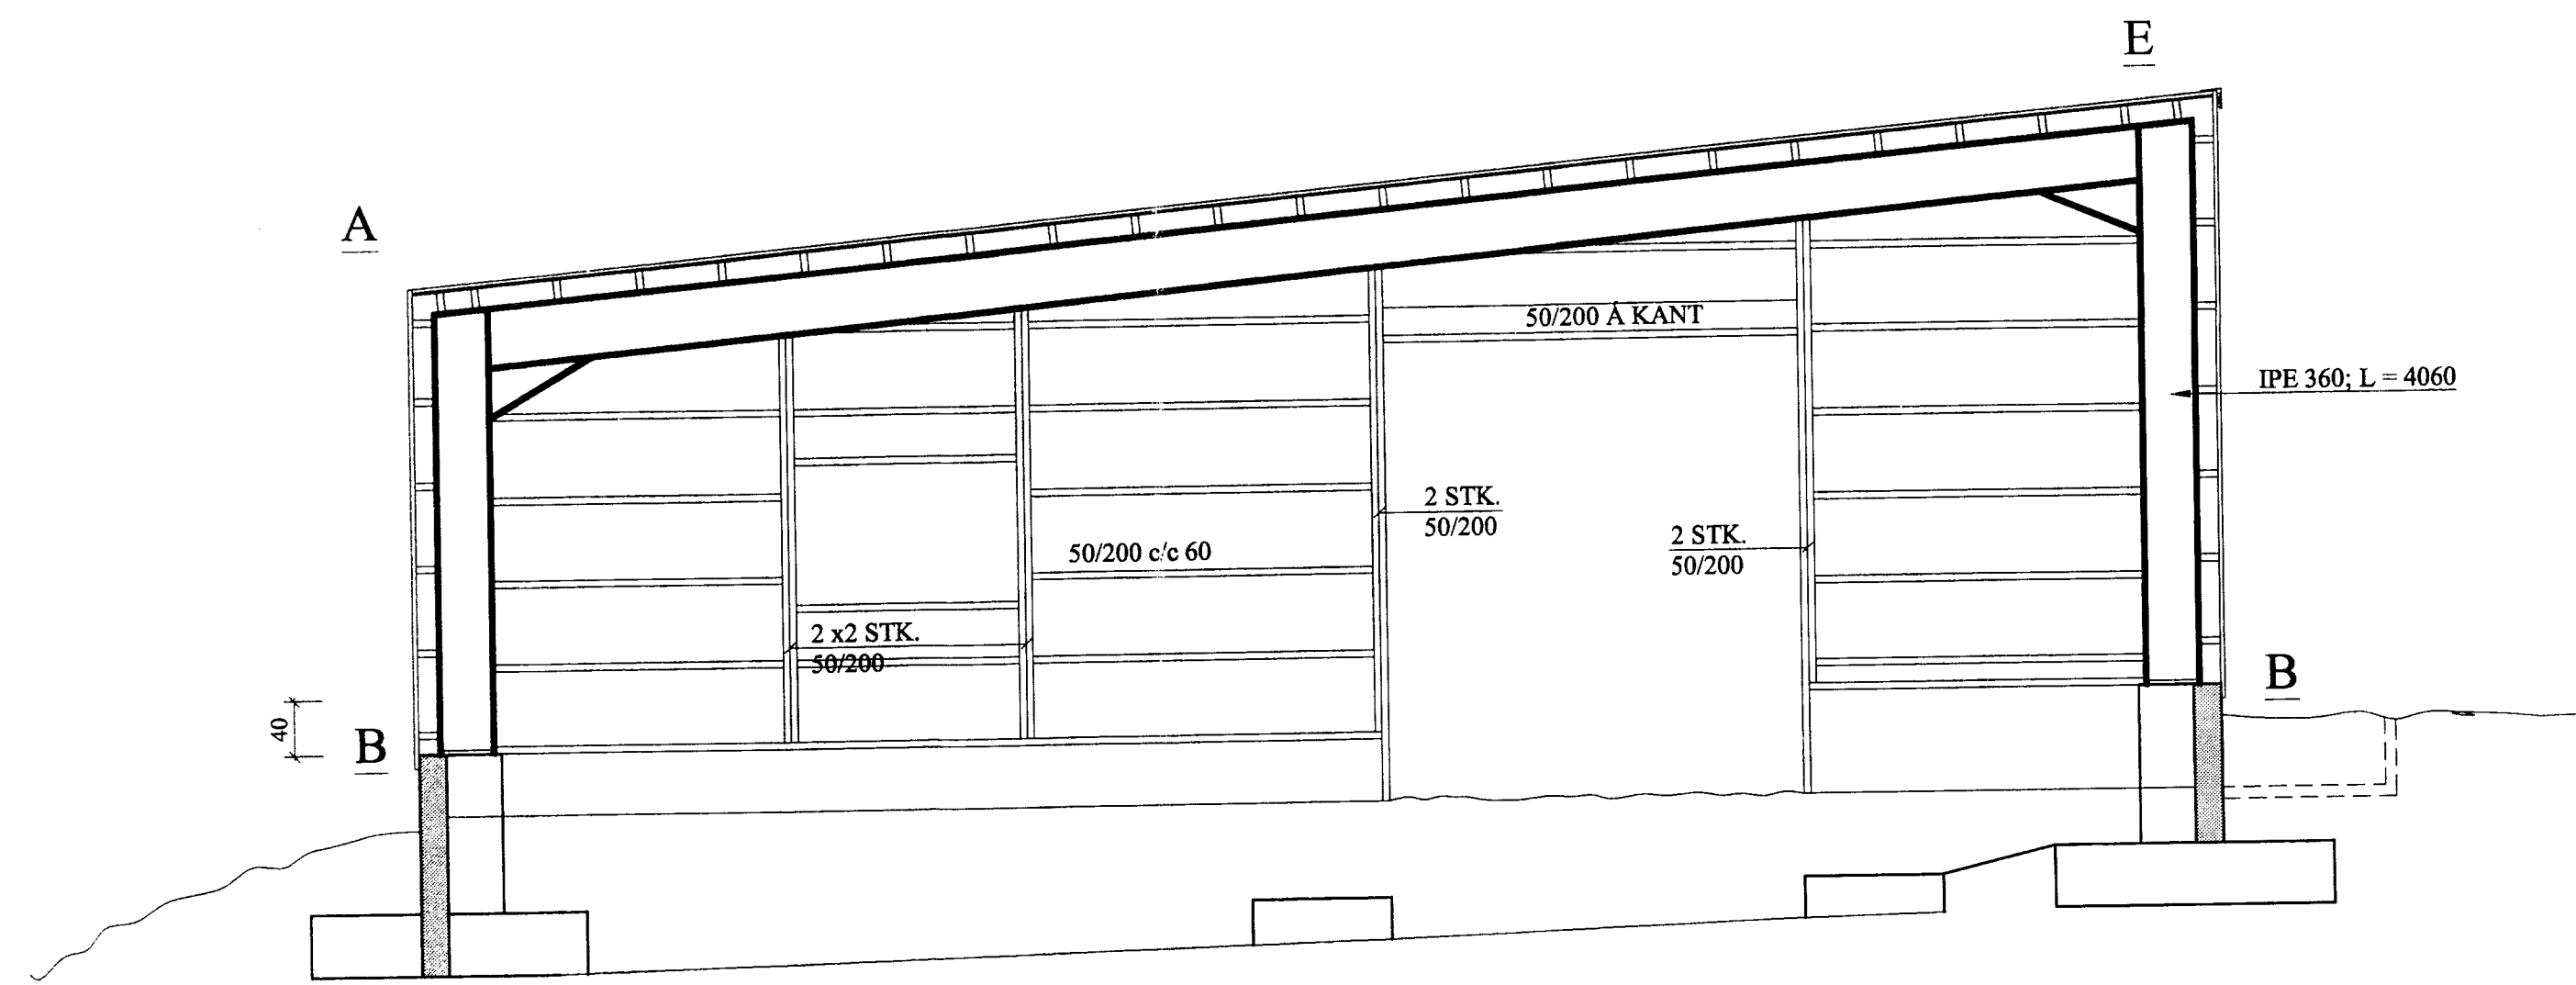 E
A
50/200 Á KANT
IPE 360; L = 4060
2 STK.
50/200
2 STK.
50/200
50/200 c/c 60
2 x2 STK.
50/200
B
40
B